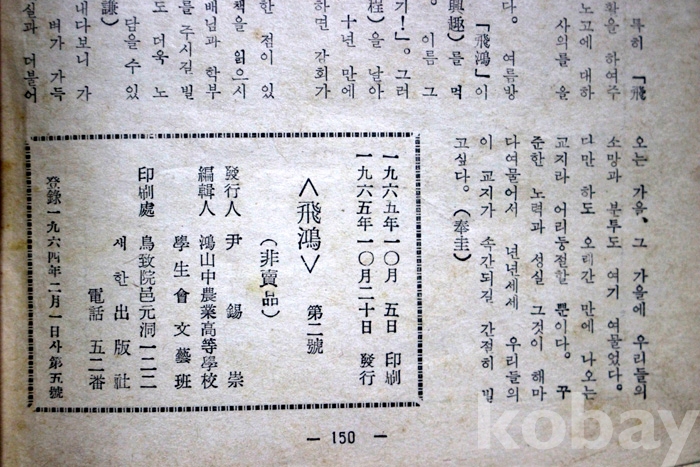 특히 「飛
확을 하여주
노고에 대하
사의를 올
다. 여름방
「飛鴻」이
興趣)를 먹
. 이름 그
기!」. 그러
程)을 날아
十년 만에
하면 감회가
한 점이 있
책을 읽으시
배님과 학부
를 주시길 빌
도 더욱 노
담을 수 있
謙)
내다보니 가
벼가 가득
실과 더불어
오는 가을, 그 가을에 우리들의
소망과 분투도 여기 여물었다.
다만 하도 오래간 만에 나오는
교지라 어리둥절할 뿐이다. 꾸
준한 노력과 성실 그것이 해마
다여물어서 년년세세 우리들의
이 교지가 속간되길 간절히 빌
고싶다. (奉圭)
一九六五年一〇月 五日 印刷
一九六五年一〇月二十日 發行
<飛鴻> 第二號
(非賣品)
發行人 尹錫崇
編輯人 鴻山中農業高等學校
學生會文藝班
印刷處 鳥致院邑元洞一二二
새한出版社
電話 五二番
登錄一九六四年二月一日사第五號
— 150 —
kobay